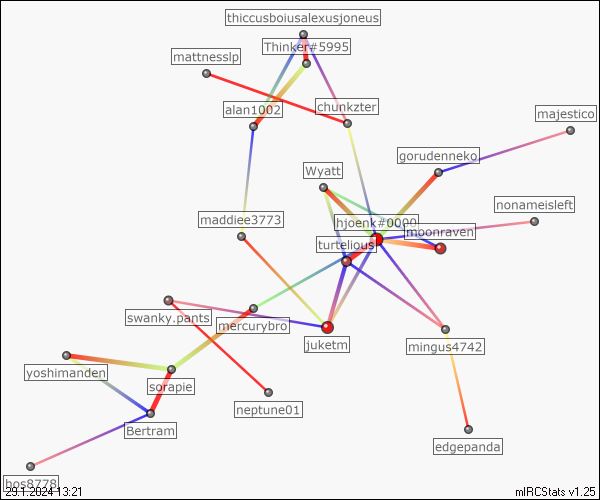 thiccusboiusalexusjoneus
Thinker#5995
mattnesslp
alan1002
chunkzter
majestico
gorudenneko
Wyatt
nonameisleft
maddiee3773
hjoenk#0000
moonraven
turtelious
swanky.pants
mercurybro
juketm
mingus4742
yoshimanden
sorapie
neptune01
Bertram
edgepanda
bos8778
29.1.2024 13:21
mIRCStats v1.25